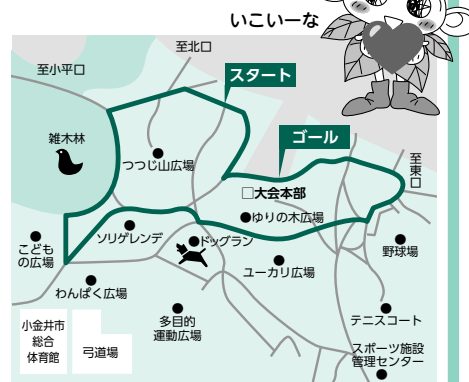 いこいーな
至北口
至小平口
スタート
ゴール
雑木林
つつじ山広場
至東口
□大会本部
ゆりの木広場
ソリゲレンデ
ドッグラン
こども
の広場
野球場
ユーカリ広場
わんぱく広場
小金井市
総合
体育館
弓道場
多目的
運動広場
テニスコート
スポーツ施設
管理センター